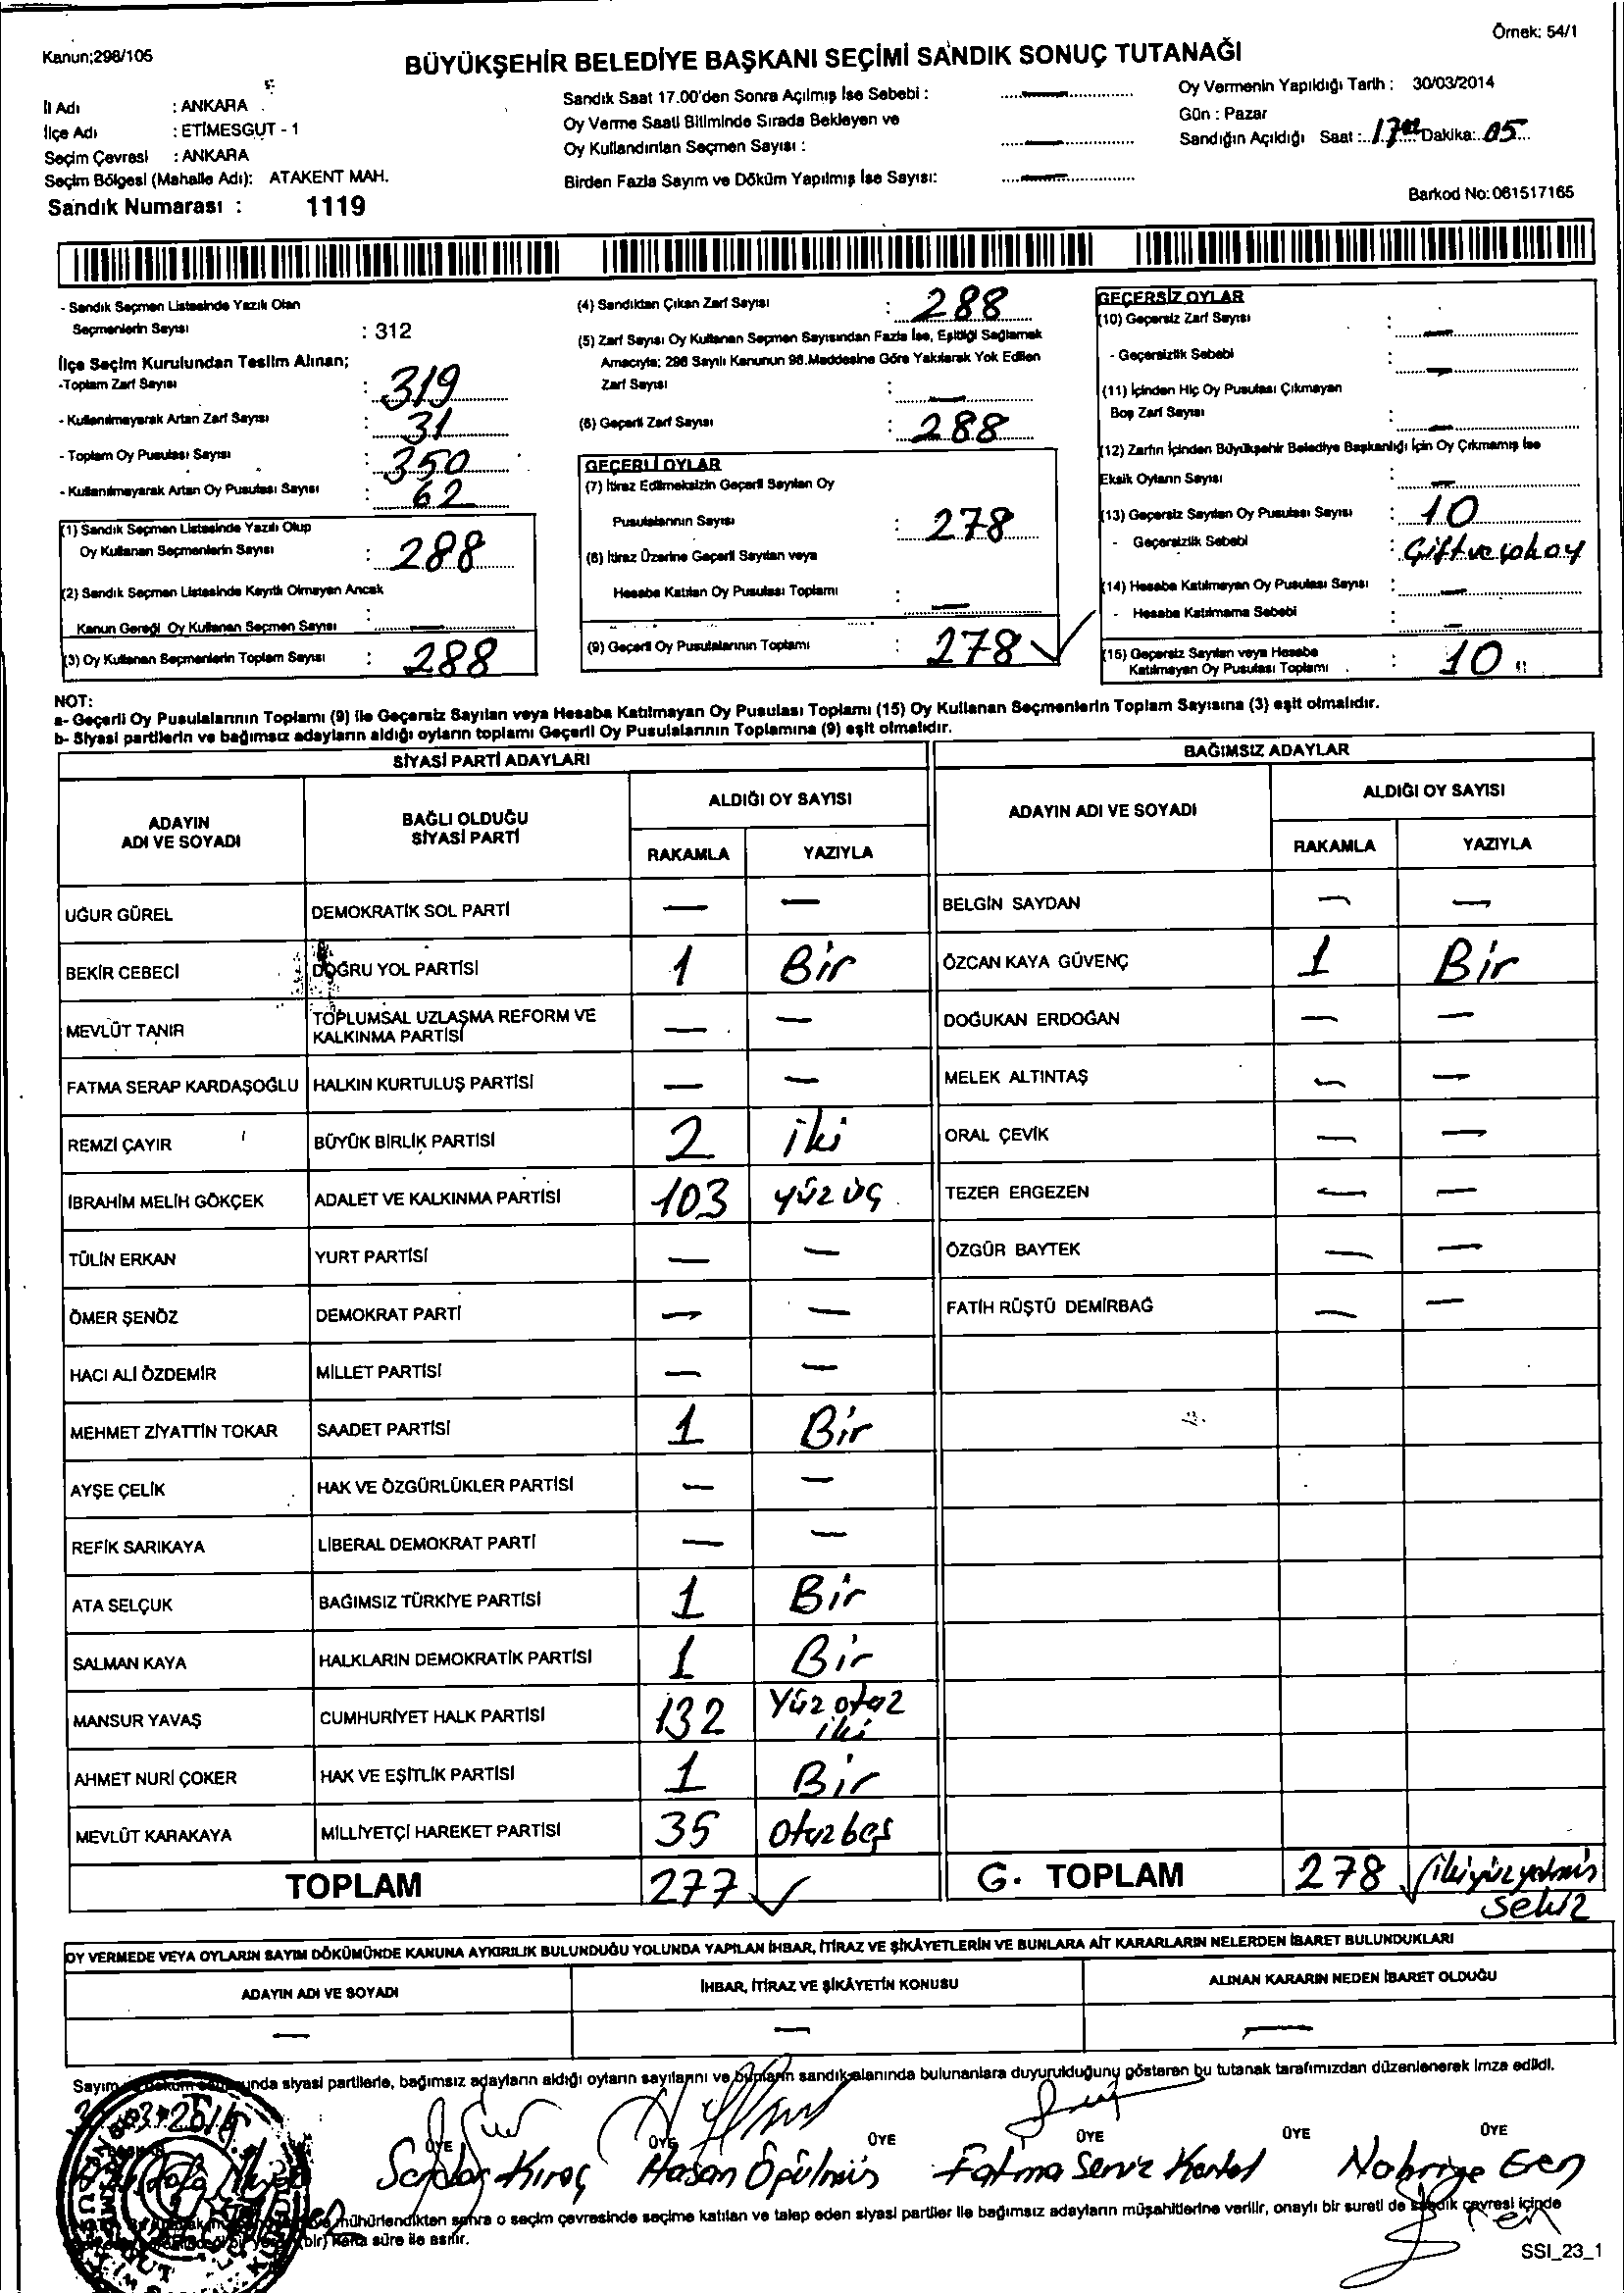 Örnek: 54/1
Kanun;298/105
BÜYÜKŞEHİR BELEDİYE BAŞKANI SEÇİMİ SANDIK SONUÇ TUTANAĞI
İl Adı : ANKARA
İlçe Adı : ETİMESGUT - 1
Seçim Çevresi : ANKARA
Seçim Bölgesi (Mahalle Adı): ATAKENT MAH.
Sandık Numarası : 1119
Sandık Saat 17.00'den Sonra Açılmış İse Sebebi : —
Oy Verme Saati Bitiminde Sırada Bekleyen ve
Oy Kullandırılan Seçmen Sayısı : —
Birden Fazla Sayım ve Döküm Yapılmış İse Sayısı: —
Oy Vermenin Yapıldığı Tarih : 30/03/2014
Gün : Pazar
Sandığın Açıldığı Saat : 17 Dakika: 05
Barkod No:061517165
- Sandık Seçmen Listesinde Yazılı Olan
Seçmenlerin Sayısı : 312
İlçe Seçim Kurulundan Teslim Alınan;
-Toplam Zarf Sayısı : 319
- Kullanılmayarak Artan Zarf Sayısı : 31
- Toplam Oy Pusulası Sayısı : 350
- Kullanılmayarak Artan Oy Pusulası Sayısı : 62
(1) Sandık Seçmen Listesinde Yazılı Olup
Oy Kullanan Seçmenlerin Sayısı : 288
(2) Sandık Seçmen Listesinde Kayıtlı Olmayan Ancak
Kanun Gereği Oy Kullanan Seçmen Sayısı : —
(3) Oy Kullanan Seçmenlerin Toplam Sayısı : 288
(4) Sandıktan Çıkan Zarf Sayısı : 288
(5) Zarf Sayısı Oy Kullanan Seçmen Sayısından Fazla İse, Eşitliği Sağlamak
Amacıyla; 298 Sayılı Kanunun 98.Maddesine Göre Yakılarak Yok Edilen
Zarf Sayısı : —
(6) Geçerli Zarf Sayısı : 288
GEÇERLİ OYLAR
(7) İtiraz Edilmeksizin Geçerli Sayılan Oy
Pusulalarının Sayısı : 278
(8) İtiraz Üzerine Geçerli Sayılan veya
Hesaba Katılan Oy Pusulası Toplamı : —
(9) Geçerli Oy Pusulalarının Toplamı : 278 ✓
GEÇERSİZ OYLAR
(10) Geçersiz Zarf Sayısı : —
- Geçersizlik Sebebi : —
(11) İçinden Hiç Oy Pusulası Çıkmayan
Boş Zarf Sayısı : —
(12) Zarfın İçinden Büyükşehir Belediye Başkanlığı İçin Oy Çıkmamış İse
Eksik Oyların Sayısı : —
(13) Geçersiz Sayılan Oy Pusulası Sayısı : 10
- Geçersizlik Sebebi : Çift ve çok oy
(14) Hesaba Katılmayan Oy Pusulası Sayısı : —
- Hesaba Katılmama Sebebi : —
(15) Geçersiz Sayılan veya Hesaba
Katılmayan Oy Pusulası Toplamı : 10
NOT:
a- Geçerli Oy Pusulalarının Toplamı (9) ile Geçersiz Sayılan veya Hesaba Katılmayan Oy Pusulası Toplamı (15) Oy Kullanan Seçmenlerin Toplam Sayısına (3) eşit olmalıdır.
b- Siyasi partilerin ve bağımsız adayların aldığı oyların toplamı Geçerli Oy Pusulalarının Toplamına (9) eşit olmalıdır.
SİYASİ PARTİ ADAYLARI
ADAYIN ADI VE SOYADI BAĞLI OLDUĞU SİYASİ PARTİ ALDIĞI OY SAYISI
RAKAMLA YAZIYLA
UĞUR GÜREL DEMOKRATİK SOL PARTİ — —
BEKİR CEBECİ DOĞRU YOL PARTİSİ 1 Bir
MEVLÜT TANIR TOPLUMSAL UZLAŞMA REFORM VE KALKINMA PARTİSİ — —
FATMA SERAP KARDAŞOĞLU HALKIN KURTULUŞ PARTİSİ — —
REMZİ ÇAYIR BÜYÜK BİRLİK PARTİSİ 2 iki
İBRAHİM MELİH GÖKÇEK ADALET VE KALKINMA PARTİSİ 103 yüz üç
TÜLİN ERKAN YURT PARTİSİ — —
ÖMER ŞENÖZ DEMOKRAT PARTİ — —
HACI ALİ ÖZDEMİR MİLLET PARTİSİ — —
MEHMET ZİYATTİN TOKAR SAADET PARTİSİ 1 Bir
AYŞE ÇELİK HAK VE ÖZGÜRLÜKLER PARTİSİ — —
REFİK SARIKAYA LİBERAL DEMOKRAT PARTİ — —
ATA SELÇUK BAĞIMSIZ TÜRKİYE PARTİSİ 1 Bir
SALMAN KAYA HALKLARIN DEMOKRATİK PARTİSİ 1 Bir
MANSUR YAVAŞ CUMHURİYET HALK PARTİSİ 132 Yüz otuz iki
AHMET NURİ ÇOKER HAK VE EŞİTLİK PARTİSİ 1 Bir
MEVLÜT KARAKAYA MİLLİYETÇİ HAREKET PARTİSİ 35 otuz beş
TOPLAM 277 ✓
BAĞIMSIZ ADAYLAR
ADAYIN ADI VE SOYADI ALDIĞI OY SAYISI
RAKAMLA YAZIYLA
BELGİN SAYDAN — —
ÖZCAN KAYA GÜVENÇ 1 Bir
DOĞUKAN ERDOĞAN — —
MELEK ALTINTAŞ — —
ORAL ÇEVİK — —
TEZER ERGEZEN — —
ÖZGÜR BAYTEK — —
FATİH RÜŞTÜ DEMİRBAĞ — —
G. TOPLAM 278 ✓ ikiyüz yetmiş sekiz
OY VERMEDE VEYA OYLARIN SAYIM DÖKÜMÜNDE KANUNA AYKIRILIK BULUNDUĞU YOLUNDA YAPILAN İHBAR, İTİRAZ VE ŞİKÂYETLERİN VE BUNLARA AİT KARARLARIN NELERDEN İBARET BULUNDUKLARI
ADAYIN ADI VE SOYADI İHBAR, İTİRAZ VE ŞİKÂYETİN KONUSU ALINAN KARARIN NEDEN İBARET OLDUĞU
— — —
Sayım siyasi partilerle, bağımsız adayların aldığı oyların sayılarını ve bunların sandık alanında bulunanlara duyurulduğunu gösteren bu tutanak tarafımızdan düzenlenerek imza edildi.
ÜYE ÜYE ÜYE ÜYE ÜYE ÜYE
Serdar Kıraç Hasan Öpülmüş Fatma Kartal Eren
mühürlendikten sonra o seçim çevresinde seçime katılan ve talep eden siyasi partiler ile bağımsız adayların müşahitlerine verilir, onaylı bir sureti de sandık çevresi içinde
(bir) hafta süre ile asılır.
SSI_23_1